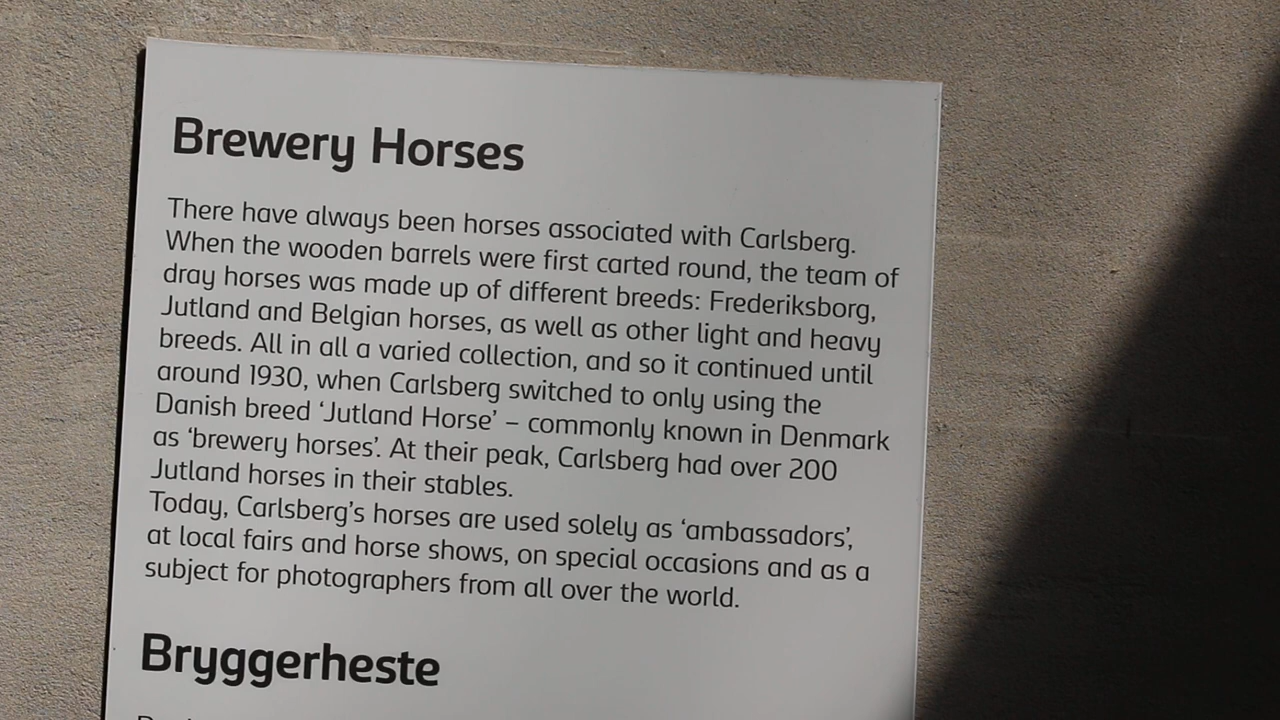 Brewery Horses
There have always been horses associated with Carlsberg.
When the wooden barrels were first carted round, the team of
dray horses was made up of different breeds: Frederiksborg,
Jutland and Belgian horses, as well as other light and heavy
breeds. All in all a varied collection, and so it continued until
around 1930, when Carlsberg switched to only using the
Danish breed ‘Jutland Horse’ – commonly known in Denmark
as ‘brewery horses’. At their peak, Carlsberg had over 200
Jutland horses in their stables.
Today, Carlsberg’s horses are used solely as ‘ambassadors’,
at local fairs and horse shows, on special occasions and as a
subject for photographers from all over the world.
Bryggerheste